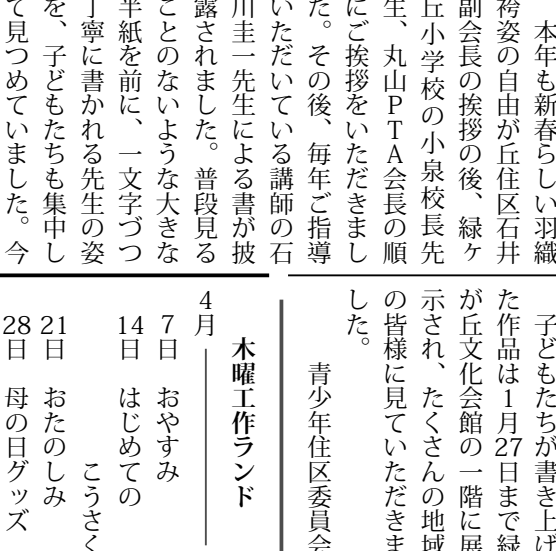 本年も新春らしい羽織
袴姿の自由が丘住区石井
副会長の挨拶の後、緑ヶ
丘小学校の小泉校長先
生、丸山PTA会長の順
にご挨拶をいただきまし
た。その後、毎年ご指導
いただいている講師の石
川圭一先生による書が披
露されました。普段見る
ことのないような大きな
半紙を前に、一文字づつ
丁寧に書かれる先生の姿
を、子どもたちも集中し
て見つめていました。今
子どもたちが書き上げ
た作品は1月27日まで緑
が丘文化会館の一階に展
示され、たくさんの地域
の皆様に見ていただきま
した。
青少年住区委員会
木曜工作ランド
4月
7日 おやすみ
14日 はじめての
こうさく
21日 おたのしみ
28日 母の日グッズ